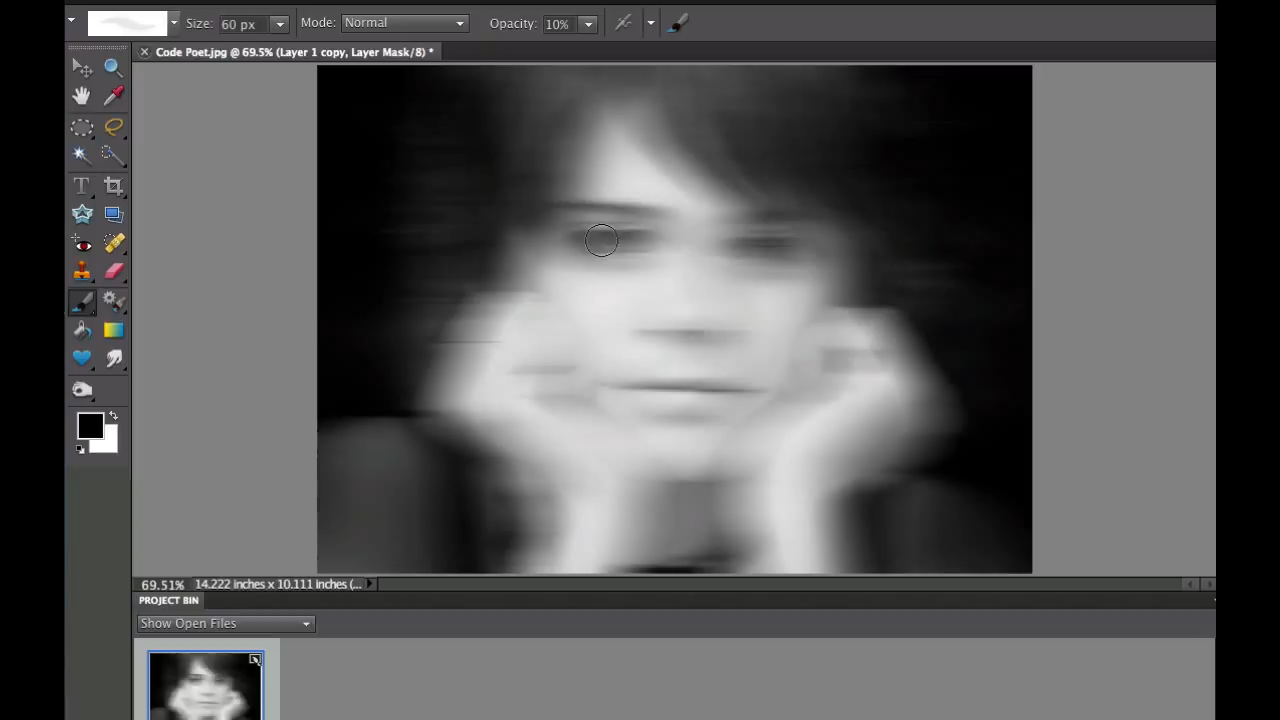 Size: 60 px Mode: Normal Opacity: 10%
Code Poet.jpg @ 69.5% (Layer 1 copy, Layer Mask/8) *
T
69.51% 14.222 inches x 10.111 inches (...
PROJECT BIN
Show Open Files